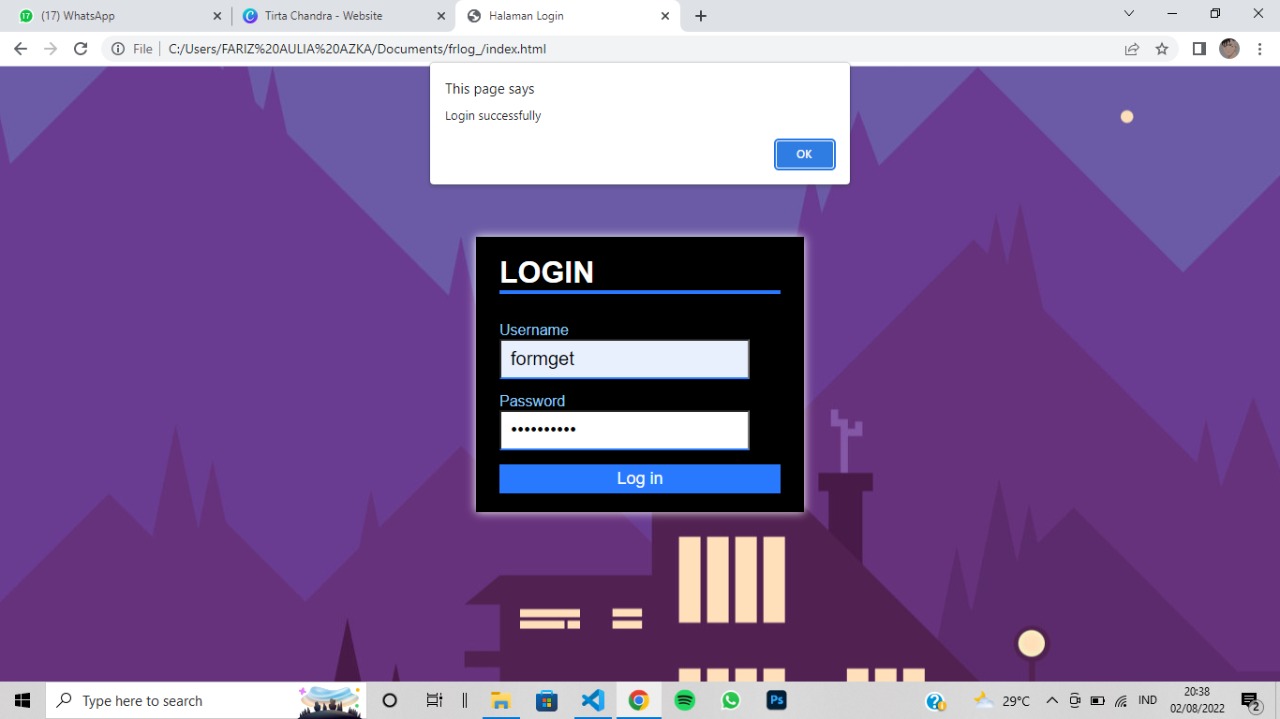 (17) WhatsApp
Tirta Chandra - Website
Halaman Login
File
C:/Users/FARIZ%20AULIA%20AZKA/Documents/frlog_/index.html
This page says
Login successfully
OK
LOGIN
Username
formget
Password
••••••••••
Log in
Type here to search
Ps
29°C
IND
20:38
02/08/2022
2